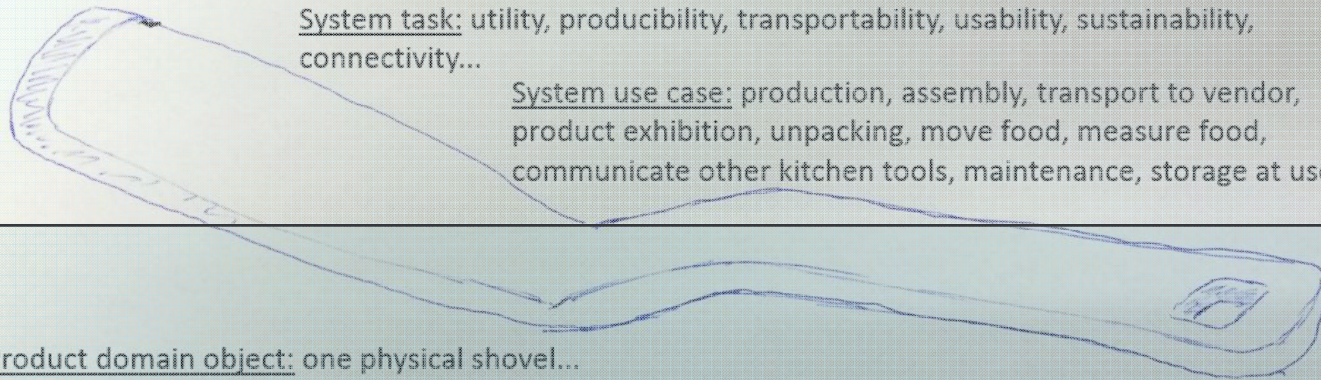 System task: utility, producibility, transportability, usability, sustainability,
connectivity...
System use case: production, assembly, transport to vendor,
product exhibition, unpacking, move food, measure food,
communicate other kitchen tools, maintenance, storage at us
roduct domain object: one physical shovel...